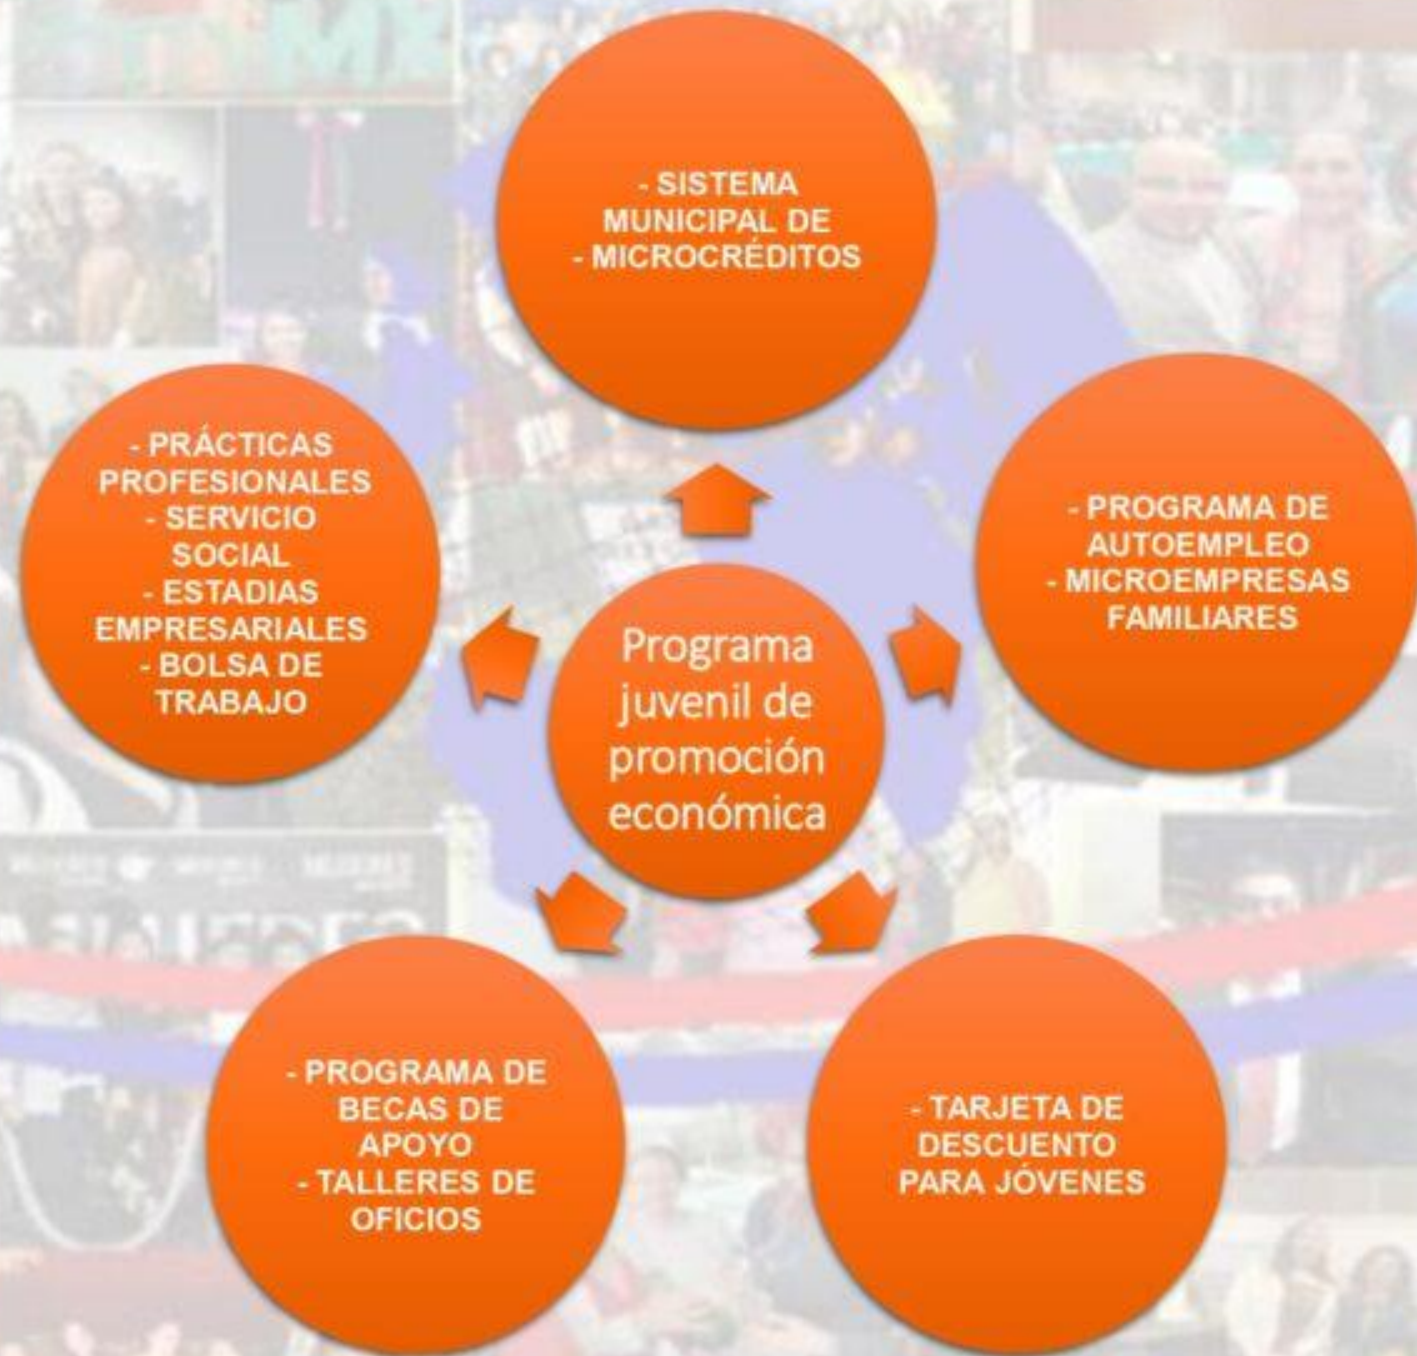 - SISTEMA
MUNICIPAL DE
- MICROCRÉDITOS
- PRÁCTICAS
PROFESIONALES
- SERVICIO
SOCIAL
- ESTADIAS
EMPRESARIALES
- BOLSA DE
TRABAJO
- PROGRAMA DE
AUTOEMPLEO
- MICROEMPRESAS
FAMILIARES
Programa
juvenil de
promoción
económica
- PROGRAMA DE
BECAS DE
APOYO
- TALLERES DE
OFICIOS
- TARJETA DE
DESCUENTO
PARA JÓVENES